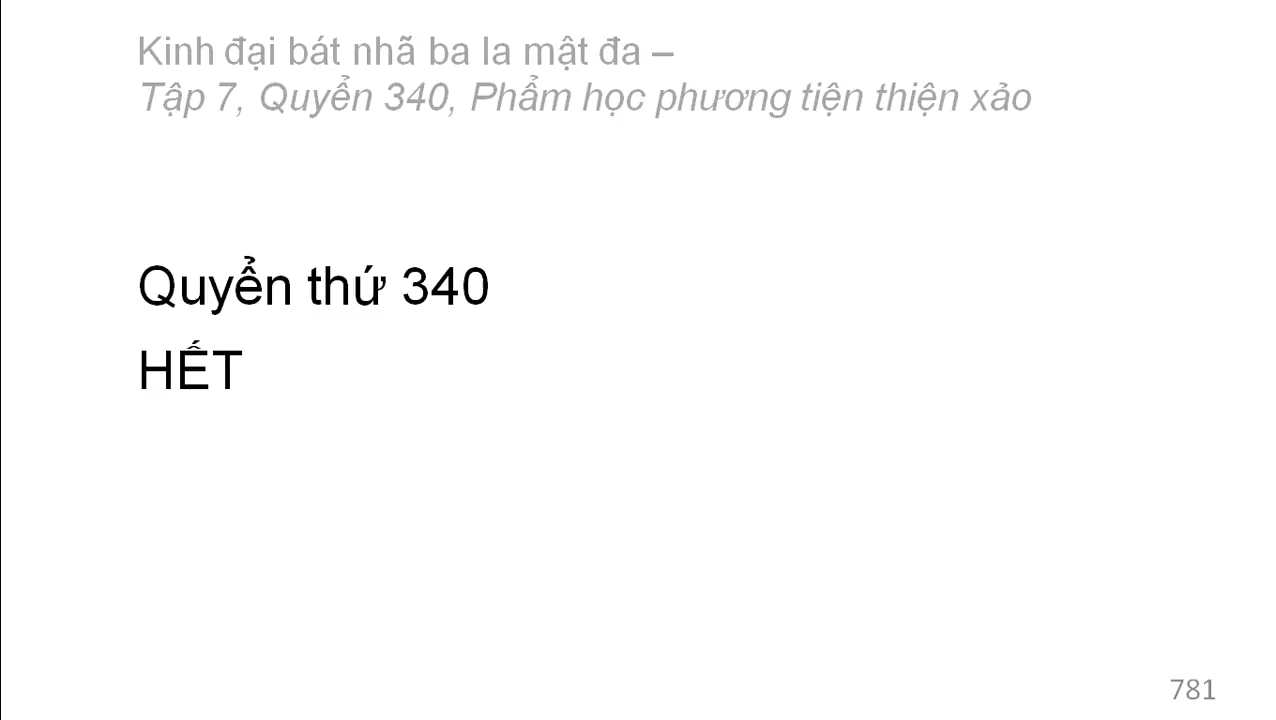 Kinh đại bát nhã ba la mật đa –
Tập 7, Quyển 340, Phẩm học phương tiện thiện xảo
Quyển thứ 340
HẾT
781